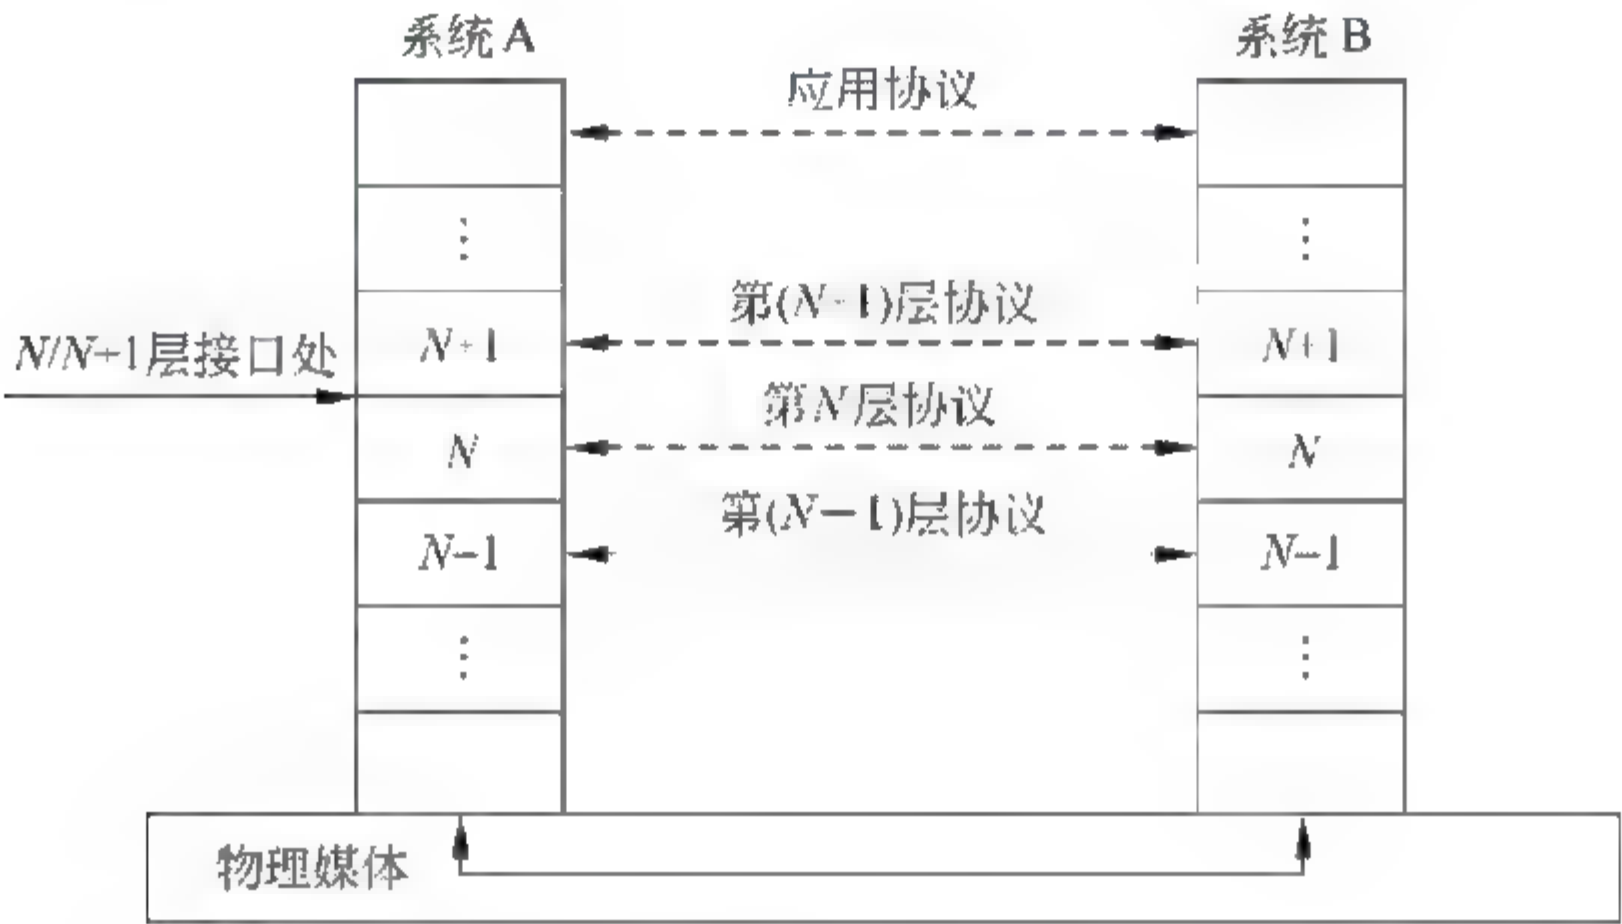 系统A
系统B
应用协议
⋮
⋮
第(N+1)层协议
N/N+1层接口处
N+1
N+1
第N层协议
N
N
第(N-1)层协议
N-1
N-1
⋮
⋮
物理媒体